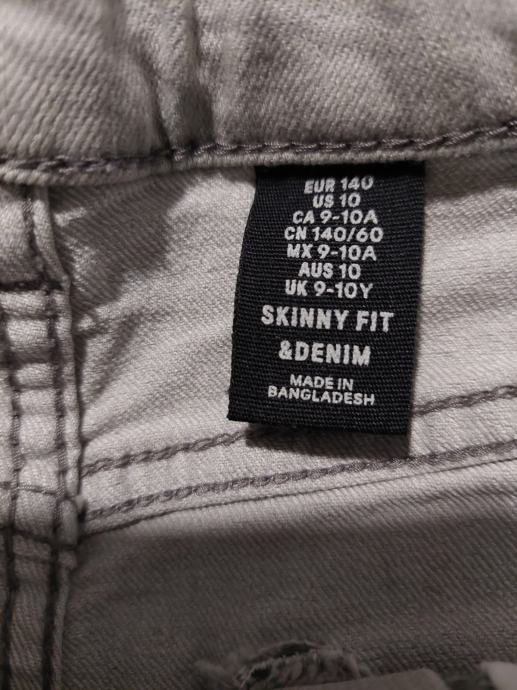 EUR 140
US 10
CA 9-10A
CN 140/60
MX 9-10A
AUS 10
UK 9-10Y
SKINNY FIT
&DENIM
MADE IN
BANGLADESH